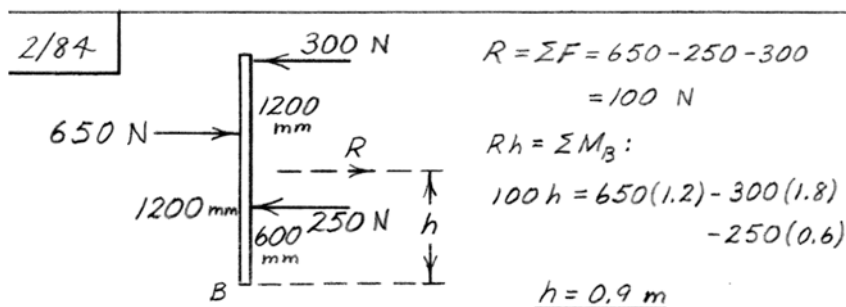 2/84
300 N
1200
mm
650 N
R
1200 mm
250 N
600
mm
h
B
R = ΣF = 650 - 250 - 300
= 100 N
Rh = ΣM_B :
100 h = 650(1.2) - 300(1.8)
- 250(0.6)
h = 0.9 m